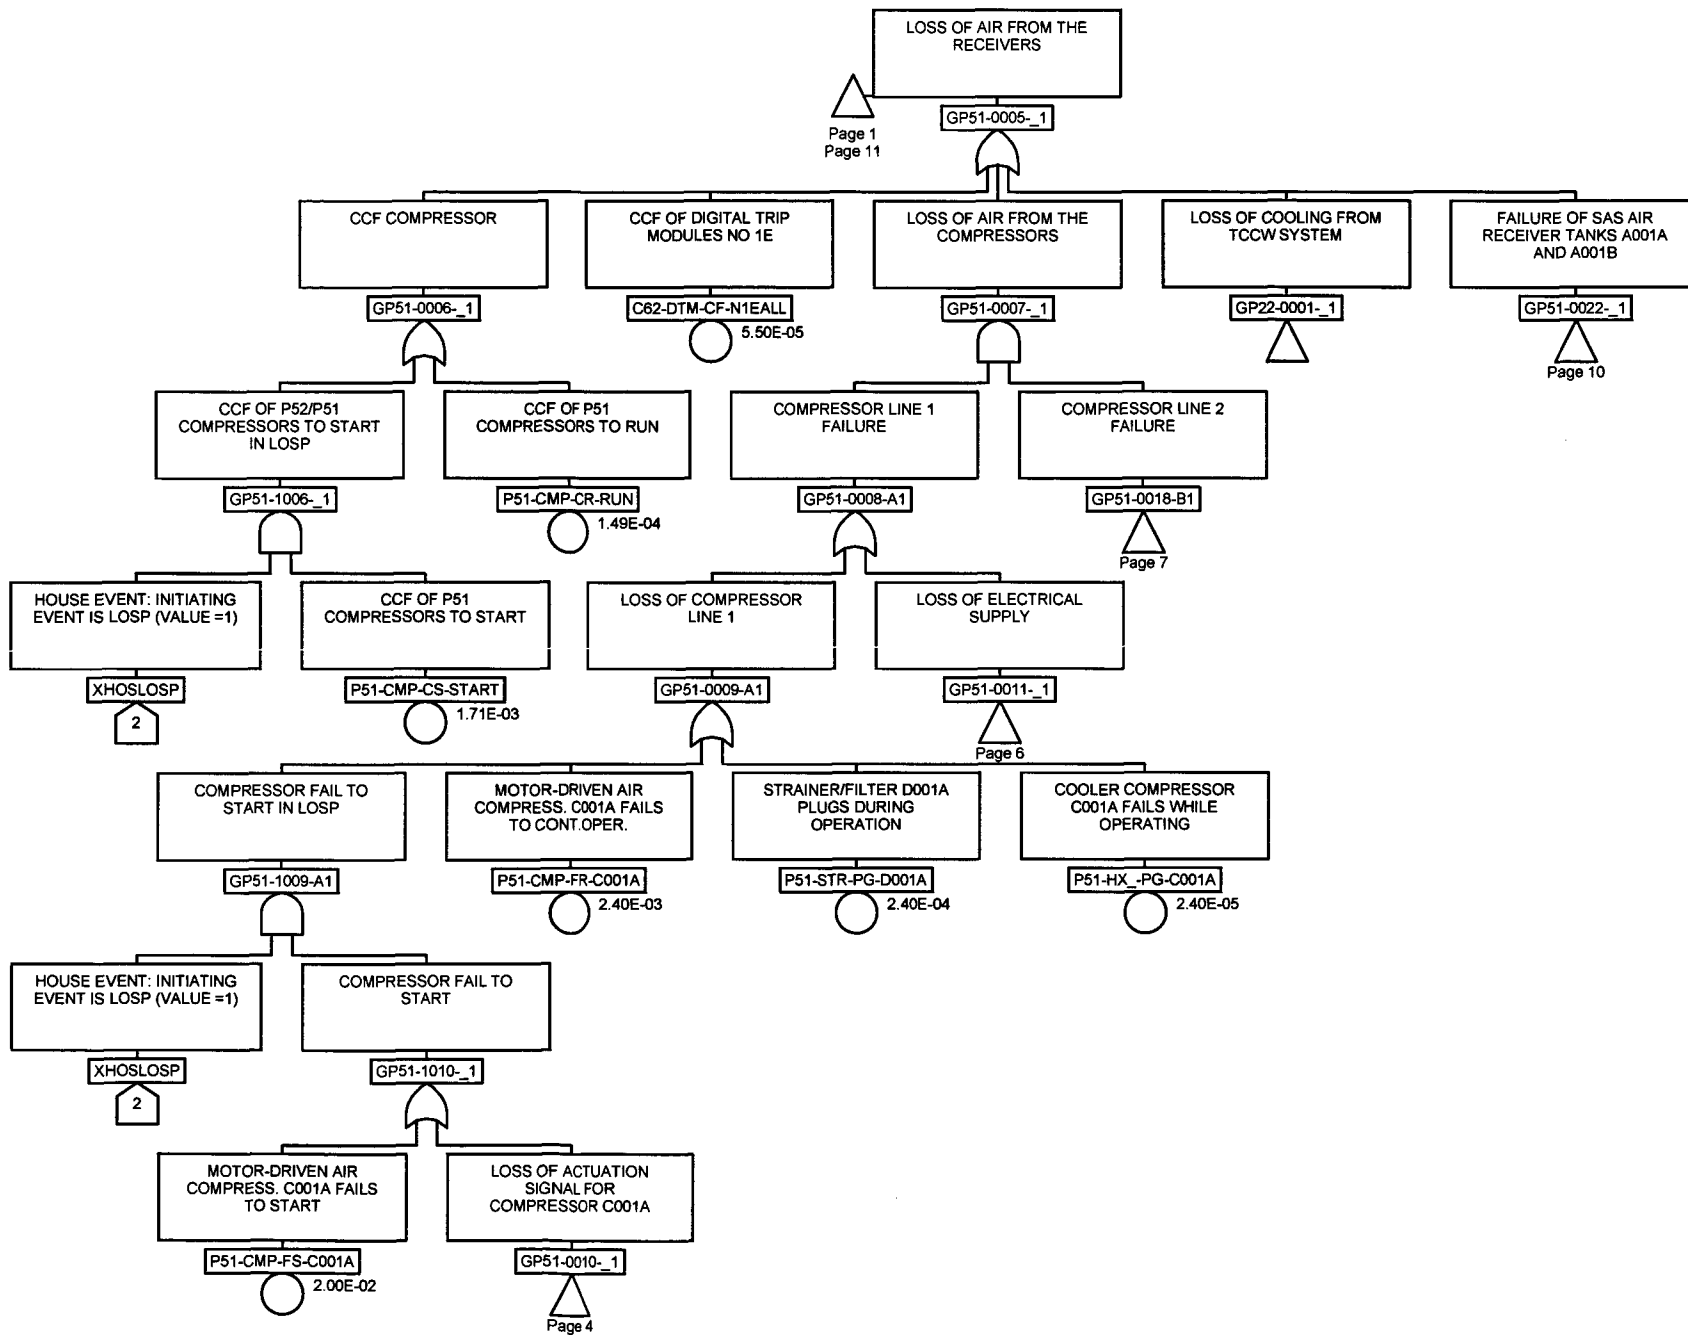 LOSS OF AIR FROM THE
RECEIVERS
Page 1
Page 11
GP51-0005-_1
CCF COMPRESSOR
GP51-0006-_1
CCF OF DIGITAL TRIP
MODULES NO 1E
C62-DTM-CF-N1EALL
5.50E-05
LOSS OF AIR FROM THE
COMPRESSORS
GP51-0007-_1
LOSS OF COOLING FROM
TCCW SYSTEM
GP22-0001-_1
FAILURE OF SAS AIR
RECEIVER TANKS A001A
AND A001B
GP51-0022-_1
Page 10
CCF OF P52/P51
COMPRESSORS TO START
IN LOSP
GP51-1006-_1
CCF OF P51
COMPRESSORS TO RUN
P51-CMP-CR-RUN
1.49E-04
COMPRESSOR LINE 1
FAILURE
GP51-0008-A1
COMPRESSOR LINE 2
FAILURE
GP51-0018-B1
Page 7
HOUSE EVENT: INITIATING
EVENT IS LOSP (VALUE =1)
XHOSLOSP
2
CCF OF P51
COMPRESSORS TO START
P51-CMP-CS-START
1.71E-03
LOSS OF COMPRESSOR
LINE 1
GP51-0009-A1
LOSS OF ELECTRICAL
SUPPLY
GP51-0011-_1
Page 6
COMPRESSOR FAIL TO
START IN LOSP
GP51-1009-A1
MOTOR-DRIVEN AIR
COMPRESS. C001A FAILS
TO CONT.OPER.
P51-CMP-FR-C001A
2.40E-03
STRAINER/FILTER D001A
PLUGS DURING
OPERATION
P51-STR-PG-D001A
2.40E-04
COOLER COMPRESSOR
C001A FAILS WHILE
OPERATING
P51-HX_-PG-C001A
2.40E-05
HOUSE EVENT: INITIATING
EVENT IS LOSP (VALUE =1)
XHOSLOSP
2
COMPRESSOR FAIL TO
START
GP51-1010-_1
MOTOR-DRIVEN AIR
COMPRESS. C001A FAILS
TO START
P51-CMP-FS-C001A
2.00E-02
LOSS OF ACTUATION
SIGNAL FOR
COMPRESSOR C001A
GP51-0010-_1
Page 4